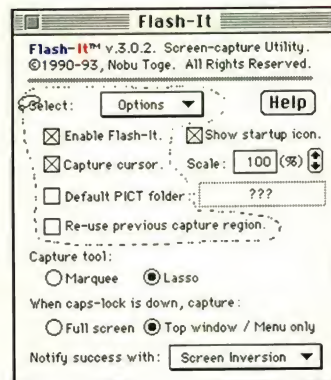 Flash-It
Flash-It™ v.3.0.2. Screen-capture Utility.
©1990-93, Nobu Toge. All Rights Reserved.
Select: Options Help
Enable Flash-It. Show startup icon.
Capture cursor. Scale: 100 (%)
Default PICT folder: ???
Re-use previous capture region.
Capture tool:
Marquee Lasso
When caps-lock is down, capture:
Full screen Top window / Menu only
Notify success with: Screen Inversion